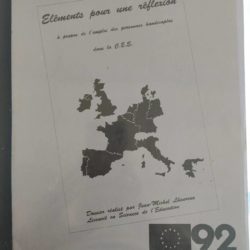 Eléments pour une réflexion
à propos de l'emploi des personnes handicapées
dans la C.E.E.
Dossier réalisé par Jean-Michel
Licencié en Sciences de l'Education
92